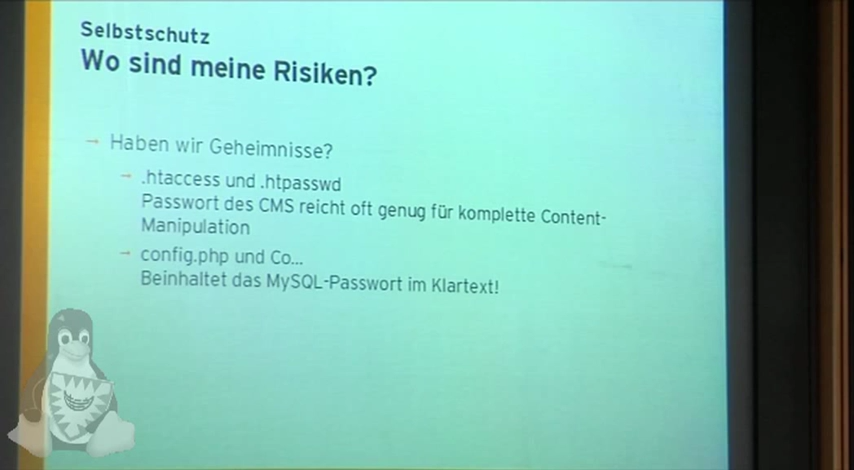 Selbstschutz
Wo sind meine Risiken?
→ Haben wir Geheimnisse?
→ .htaccess und .htpasswd
Passwort des CMS reicht oft genug für komplette Content-
Manipulation
→ config.php und Co...
Beinhaltet das MySQL-Passwort im Klartext!